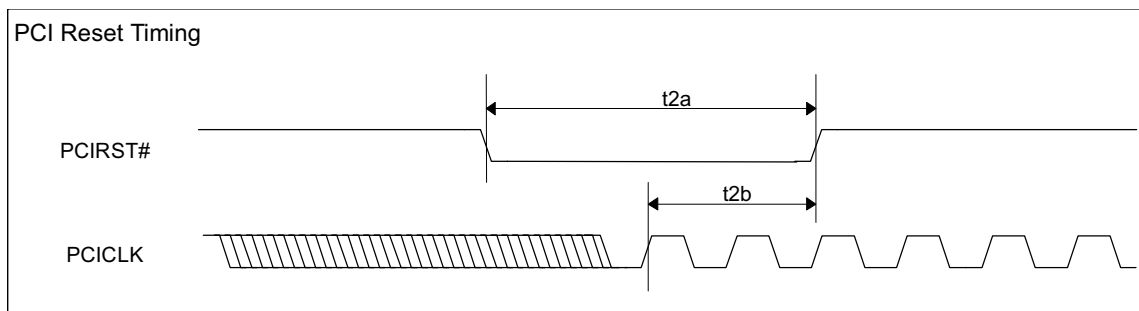 PCI Reset Timing
t2a
PCIRST#
t2b
PCICLK